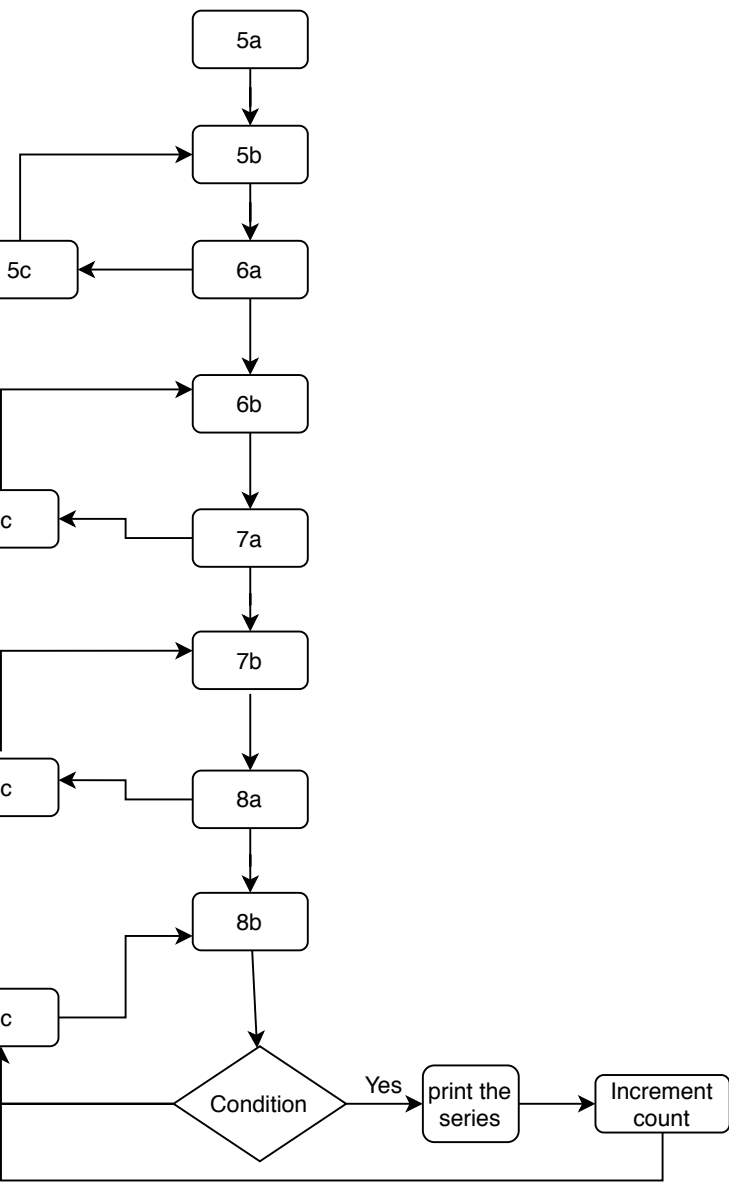 5a
5b
5c
6a
6b
c
7a
7b
c
8a
8b
c
Condition
Yes
print the
series
Increment
count